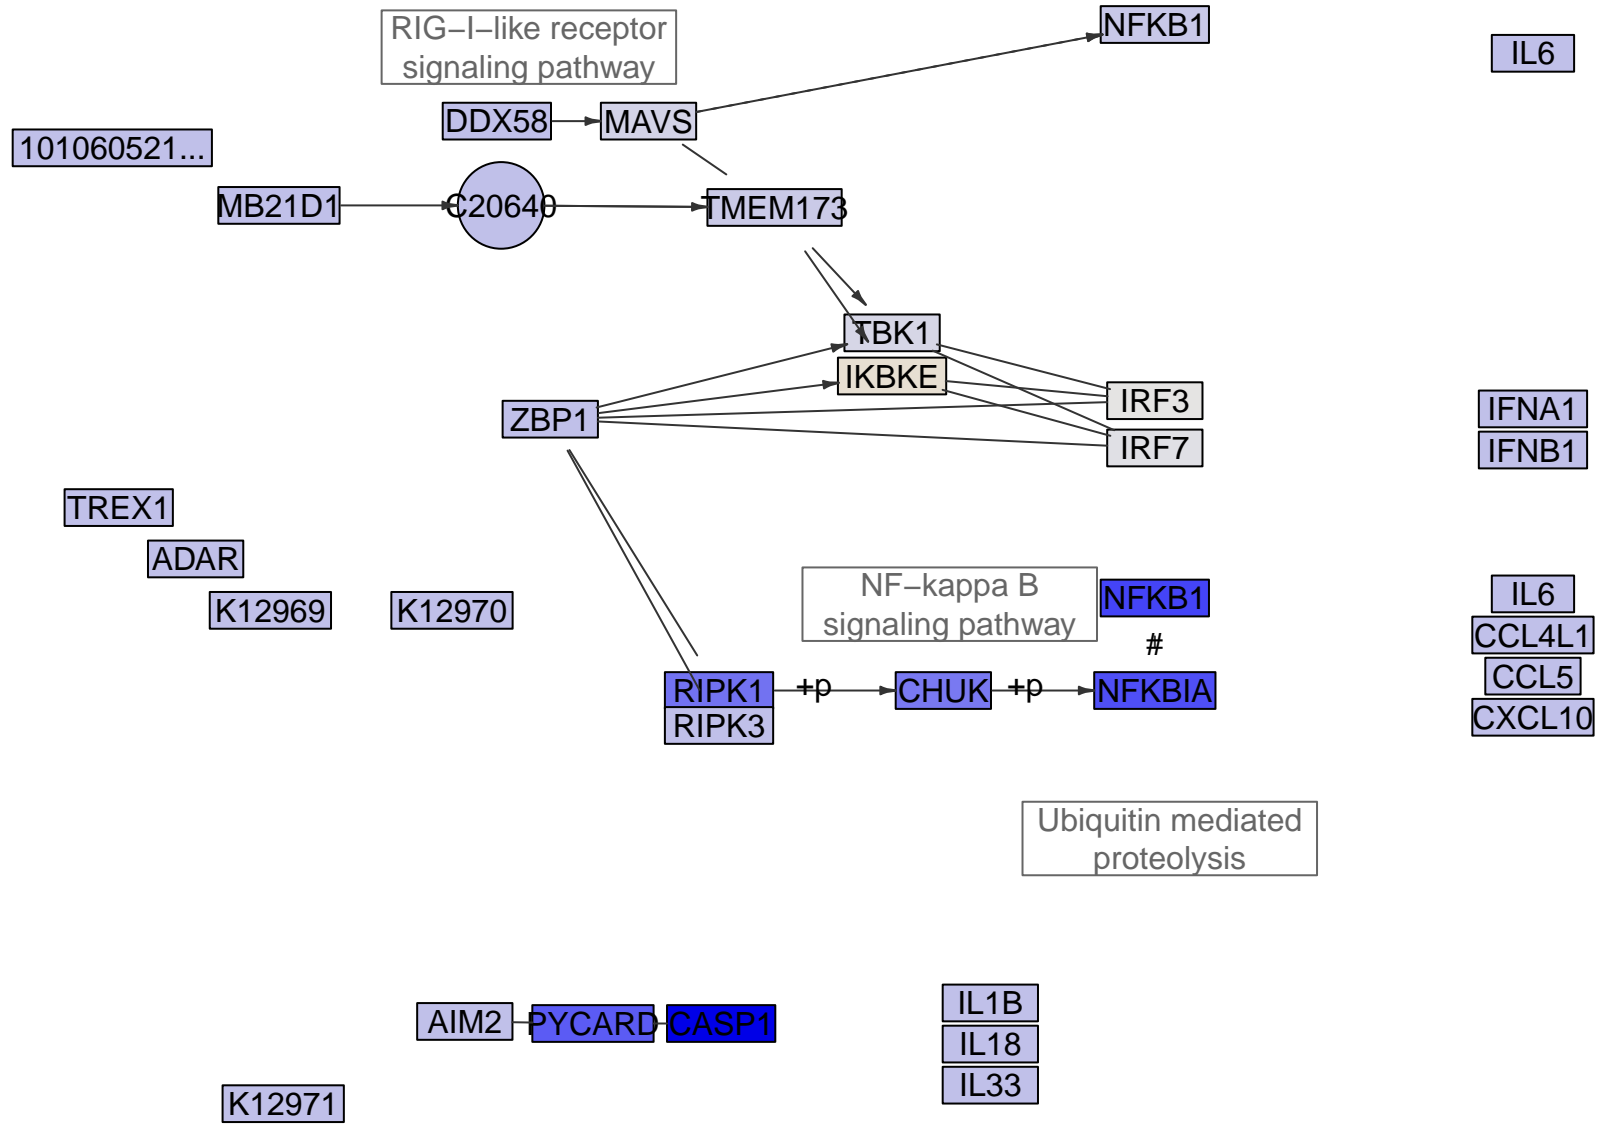 RIG−I−like receptor
signaling pathway
NFKB1
IL6
DDX58
MAVS
101060521...
MB21D1
C20640
TMEM173
TBK1
IKBKE
IRF3
ZBP1
IFNA1
IRF7
IFNB1
TREX1
ADAR
K12969
K12970
NF−kappa B
signaling pathway
NFKB1
IL6
#
CCL4L1
RIPK1
+p
CHUK
+p
NFKBIA
CCL5
RIPK3
CXCL10
Ubiquitin mediated
proteolysis
AIM2
PYCARD
CASP1
IL1B
IL18
IL33
K12971